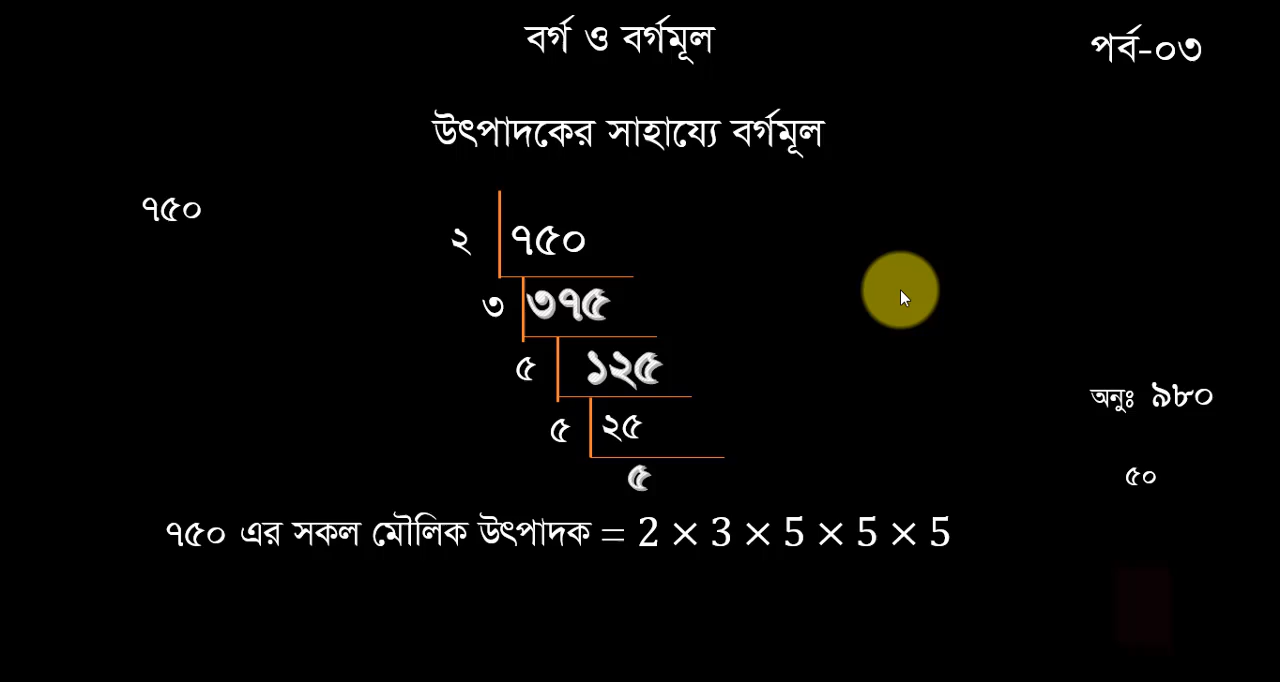 বর্গ ও বর্গমূল
পর্ব-০৩
উৎপাদকের সাহায্যে বর্গমূল
৭৫০
২ ৭৫০
৩ ৩৭৫
৫ ১২৫
৫ ২৫
৫
অনুঃ ৯৮০
৫০
৭৫০ এর সকল মৌলিক উৎপাদক = 2 × 3 × 5 × 5 × 5